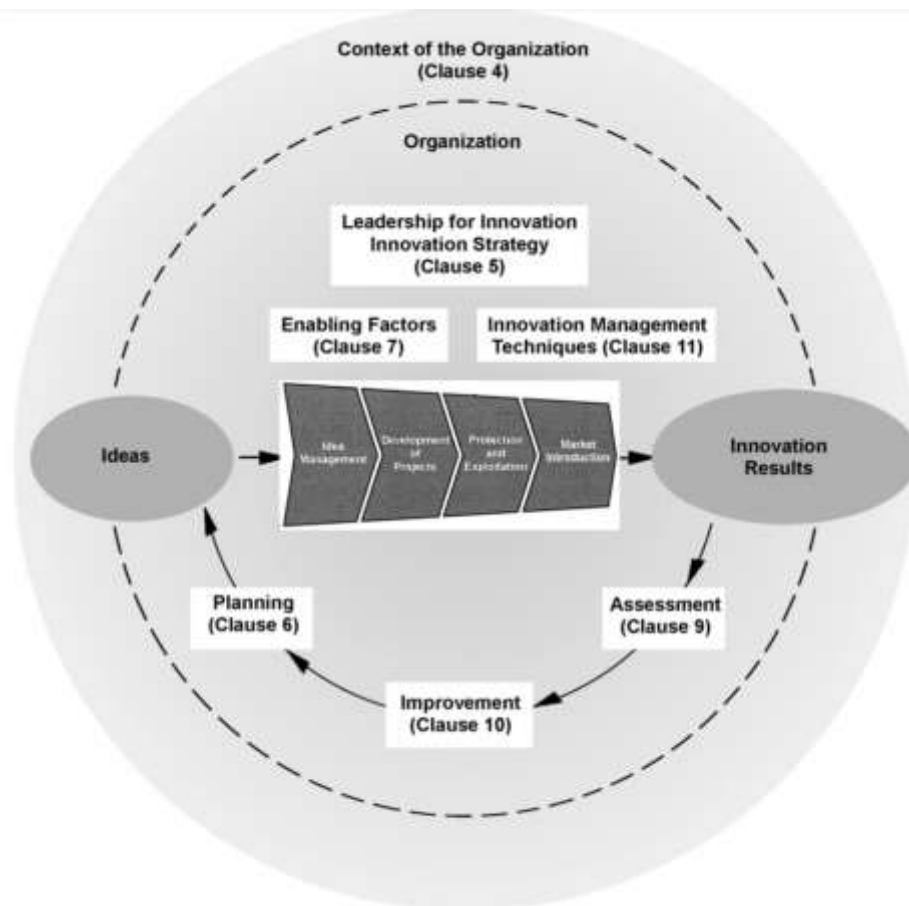 Context of the Organization
(Clause 4)
Organization
Leadership for Innovation
Innovation Strategy
(Clause 5)
Enabling Factors
(Clause 7)
Innovation Management
Techniques (Clause 11)
Ideas
Idea
Management
Development
of
Projects
Protection
and
Exploitation
Market
Introduction
Innovation
Results
Planning
(Clause 6)
Assessment
(Clause 9)
Improvement
(Clause 10)